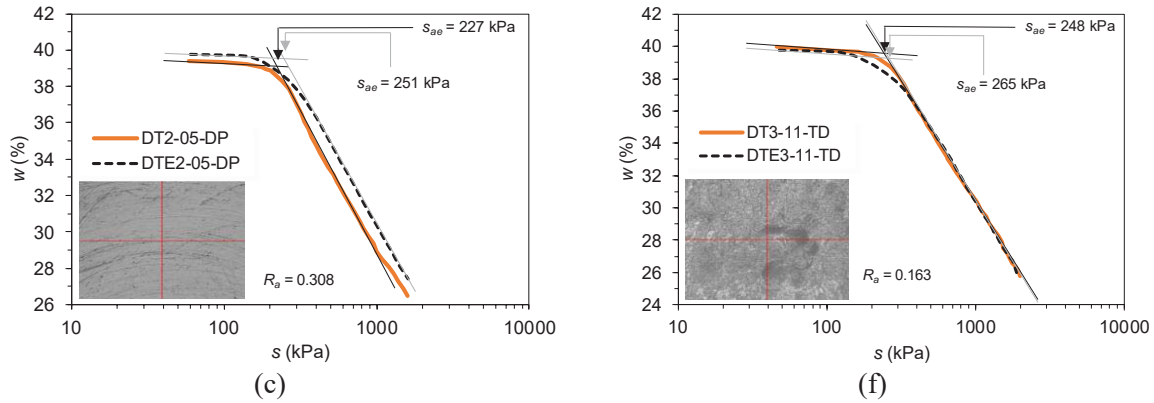 42
40
38
36
34
32
30
28
26
w (%)
s_ae = 227 kPa
s_ae = 251 kPa
DT2-05-DP
DTE2-05-DP
R_a = 0.308
10
100
1000
10000
s (kPa)
(c)
42
40
38
36
34
32
30
28
26
24
w (%)
s_ae = 248 kPa
s_ae = 265 kPa
DT3-11-TD
DTE3-11-TD
R_a = 0.163
10
100
1000
10000
s (kPa)
(f)